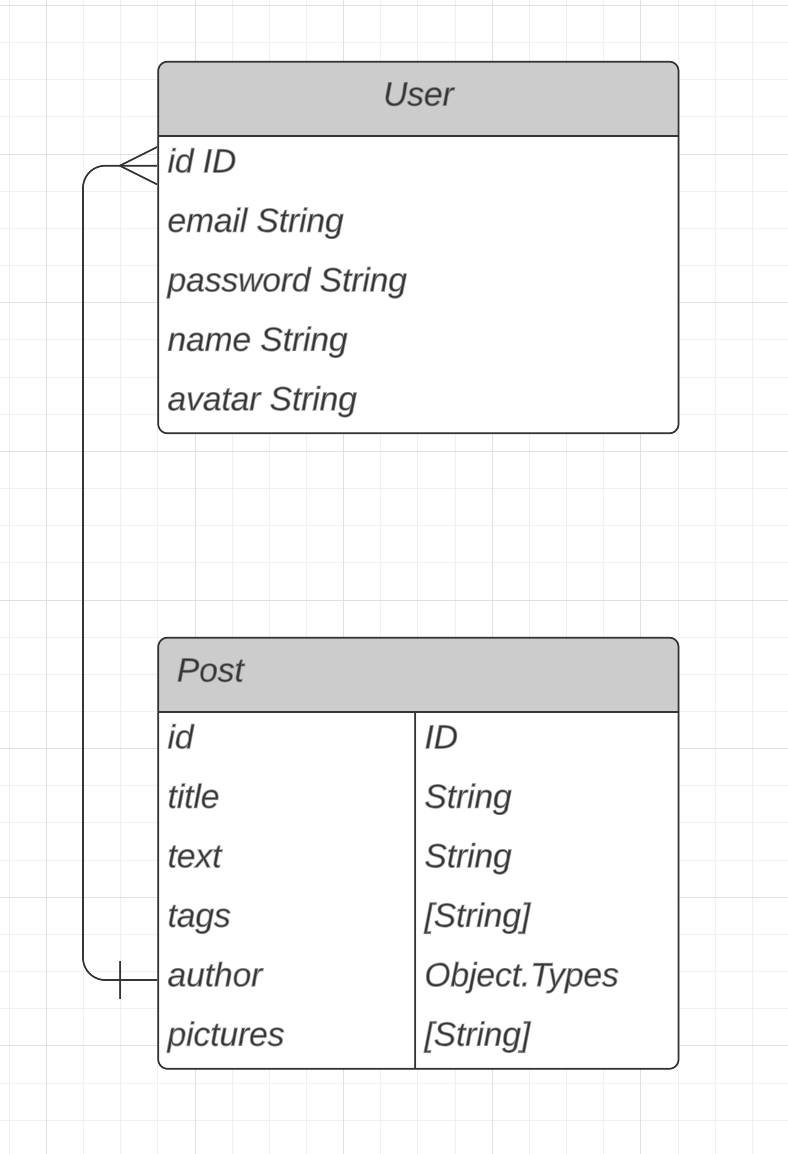 User
id ID
email String
password String
name String
avatar String
Post
id ID
title String
text String
tags [String]
author Object.Types
pictures [String]